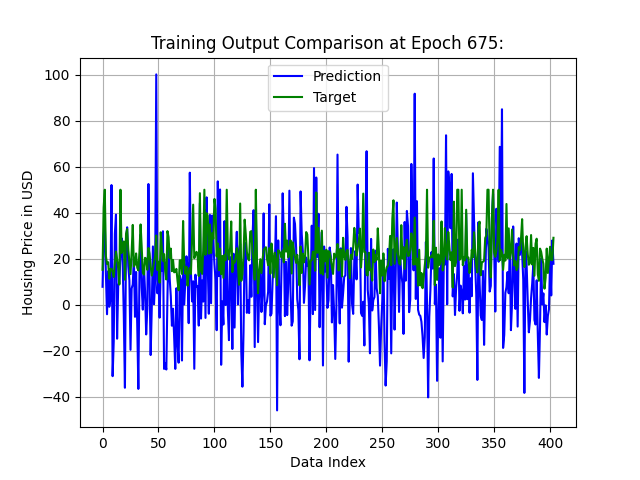 Training Output Comparison at Epoch 675:
Prediction
Target
Housing Price in USD
100
80
60
40
20
0
−20
−40
0 50 100 150 200 250 300 350 400
Data Index